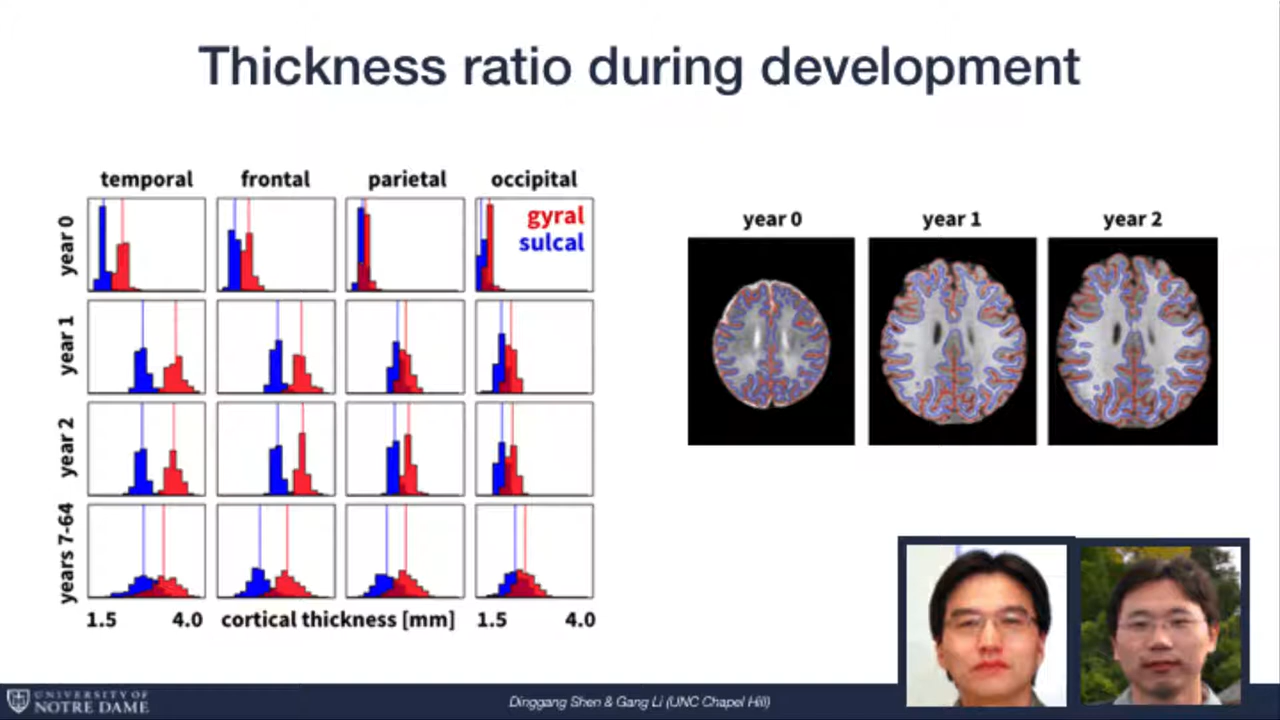 Thickness ratio during development
temporal frontal parietal occipital
year 0
gyral
sulcal
year 1
year 2
years 7-64
1.5 4.0 cortical thickness [mm] 1.5 4.0
year 0 year 1 year 2
UNIVERSITY OF
NOTRE DAME
Dinggang Shen & Gang Li (UNC Chapel Hill)